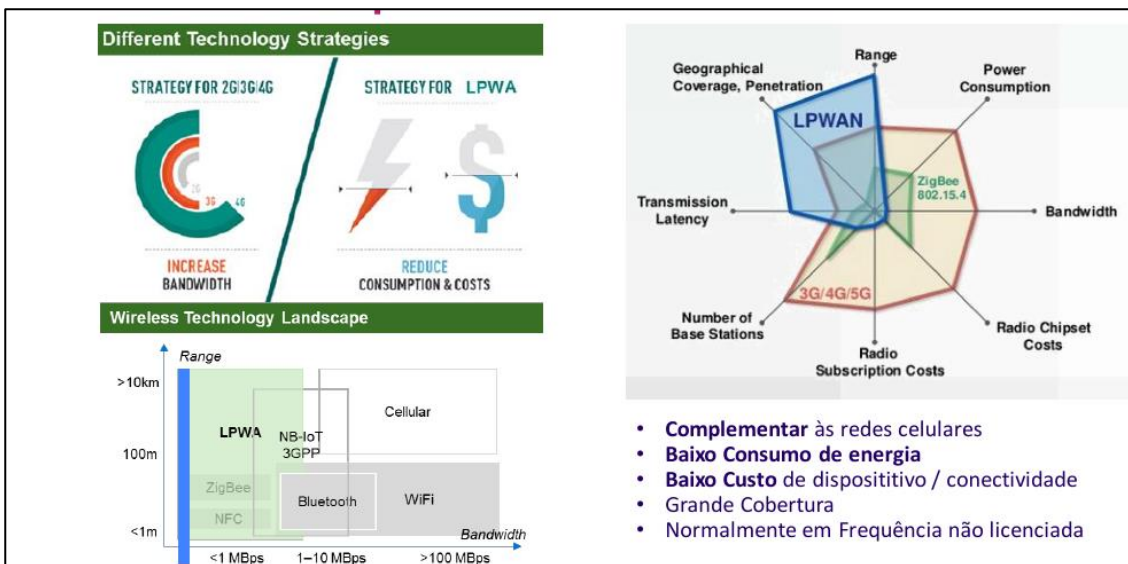 Different Technology Strategies
STRATEGY FOR 2G|3G|4G
STRATEGY FOR LPWA
2G
3G
4G
INCREASE
BANDWIDTH
REDUCE
CONSUMPTION & COSTS
Wireless Technology Landscape
Range
>10km
100m
<1m
LPWA
NB-IoT
3GPP
Cellular
ZigBee
NFC
Bluetooth
WiFi
Bandwidth
<1 MBps
1–10 MBps
>100 MBps
Range
Geographical
Coverage, Penetration
Power
Consumption
LPWAN
ZigBee
802.15.4
Transmission
Latency
Bandwidth
3G/4G/5G
Number of
Base Stations
Radio
Subscription Costs
Radio Chipset
Costs
• Complementar às redes celulares
• Baixo Consumo de energia
• Baixo Custo de dispositivo / conectividade
• Grande Cobertura
• Normalmente em Frequência não licenciada